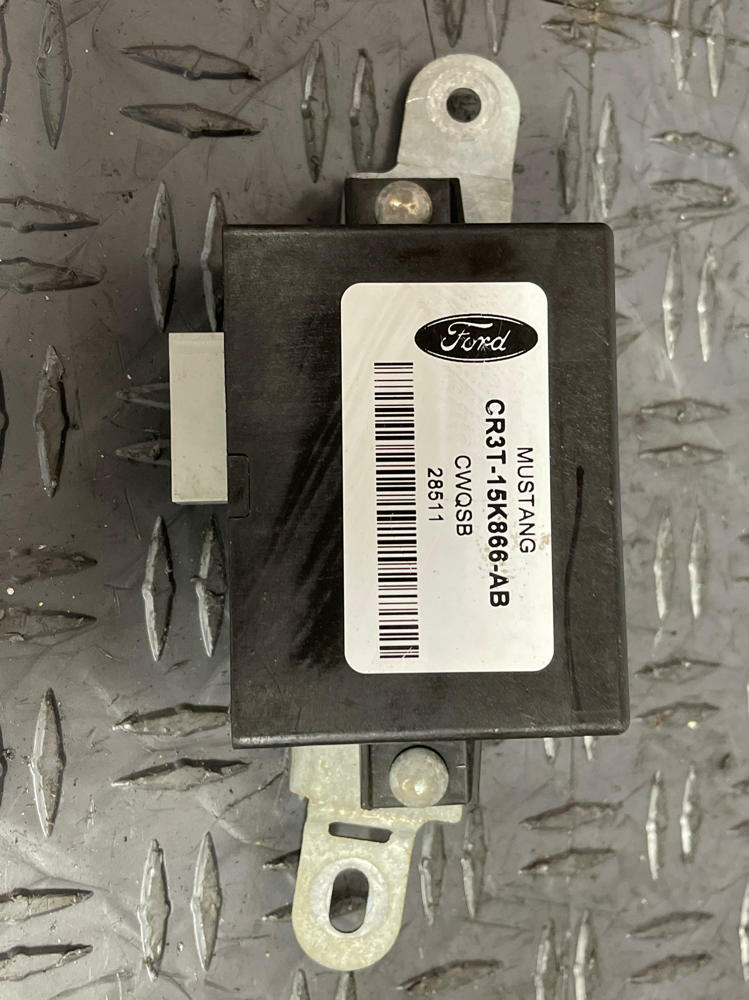 Ford
MUSTANG
CR3T-15K866-AB
CWQSB
28511